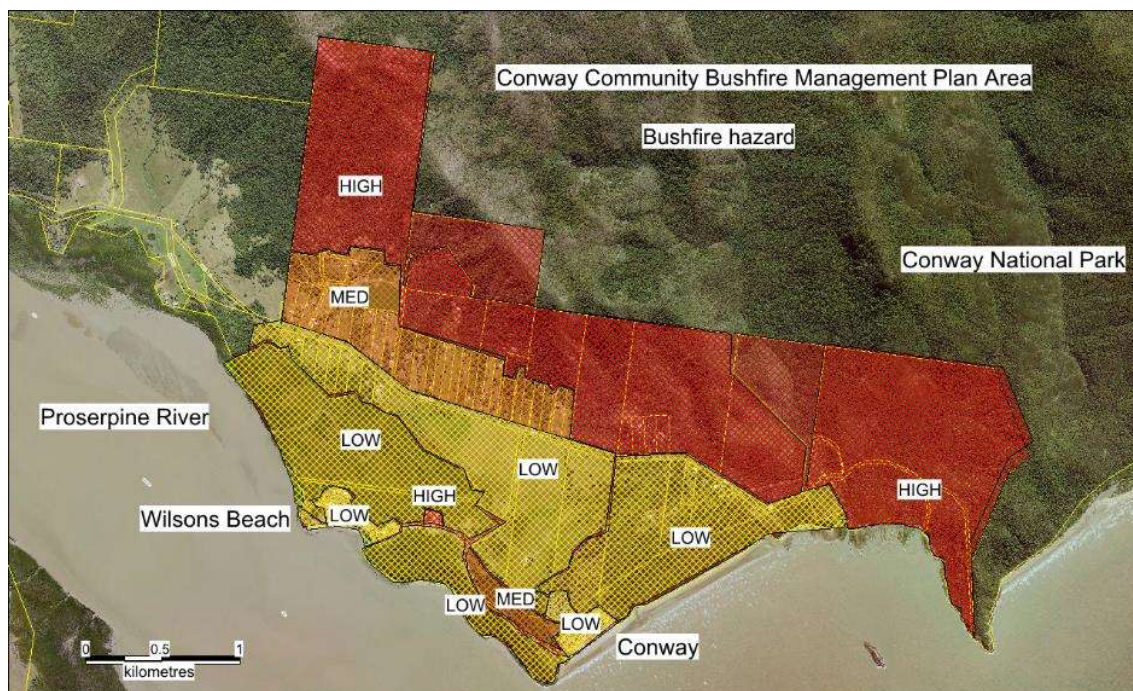 Conway Community Bushfire Management Plan Area
Bushfire hazard
HIGH
Conway National Park
MED
Proserpine River
LOW
LOW
HIGH
HIGH
Wilsons Beach
LOW
LOW
MED
LOW
LOW
Conway
0 0.5 1
kilometres